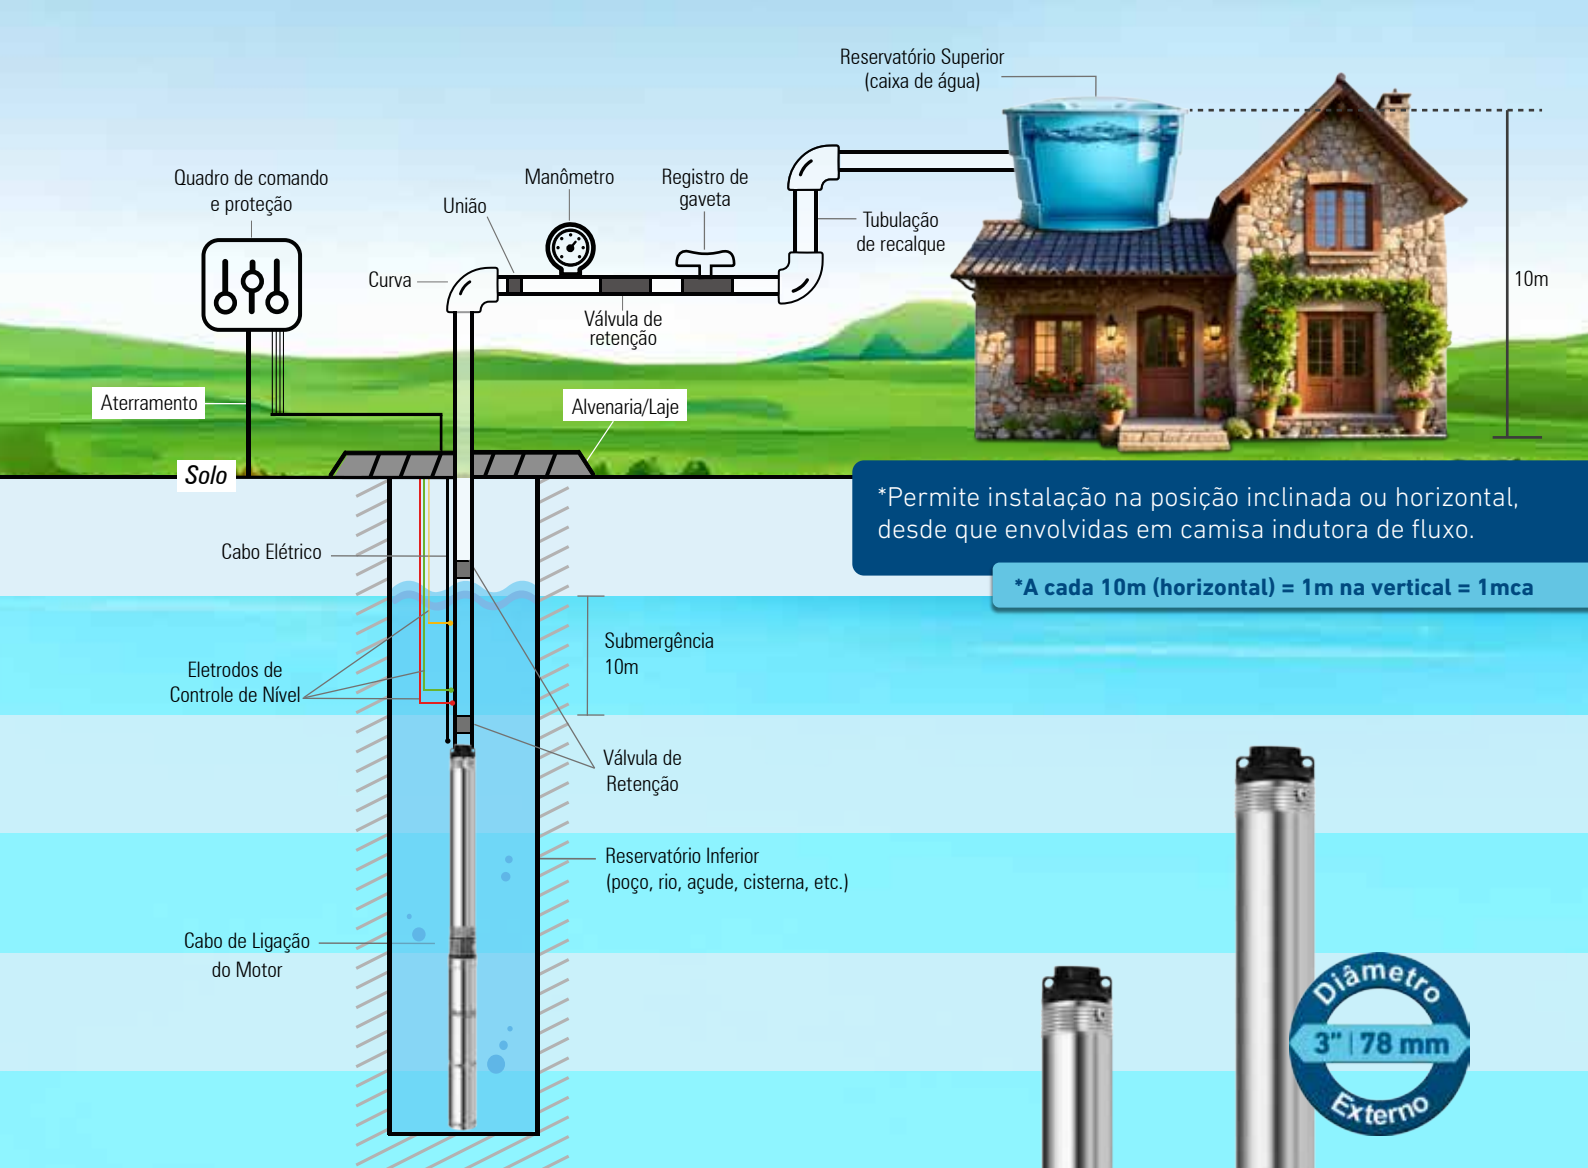 Reservatório Superior
(caixa de água)
Quadro de comando
e proteção
Manômetro
Registro de
gaveta
União
Tubulação
de recalque
Curva
10m
Válvula de
retenção
Aterramento
Alvenaria/Laje
Solo
*Permite instalação na posição inclinada ou horizontal,
desde que envolvidas em camisa indutora de fluxo.
Cabo Elétrico
*A cada 10m (horizontal) = 1m na vertical = 1mca
Submergência
10m
Eletrodos de
Controle de Nível
Válvula de
Retenção
Reservatório Inferior
(poço, rio, açude, cisterna, etc.)
Cabo de Ligação
do Motor
Diâmetro
3" | 78 mm
Externo